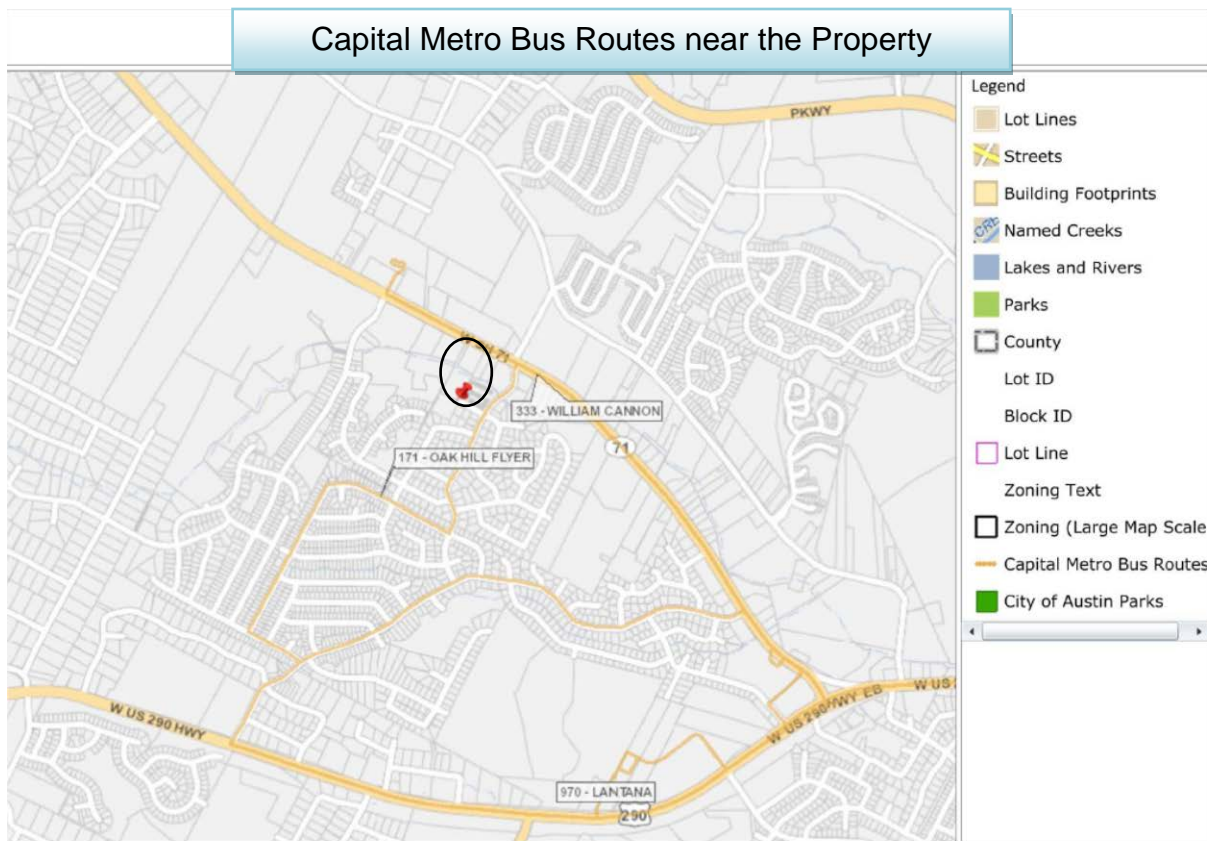 Capital Metro Bus Routes near the Property
PKWY
71
333 - WILLIAM CANNON
71
171 - OAK HILL FLYER
W US 290 HWY
W US 290
HWY EB
W US
970 - LANTANA
290
Legend
Lot Lines
Streets
Building Footprints
CRE
Named Creeks
Lakes and Rivers
Parks
County
Lot ID
Block ID
Lot Line
Zoning Text
Zoning (Large Map Scale
Capital Metro Bus Routes
City of Austin Parks